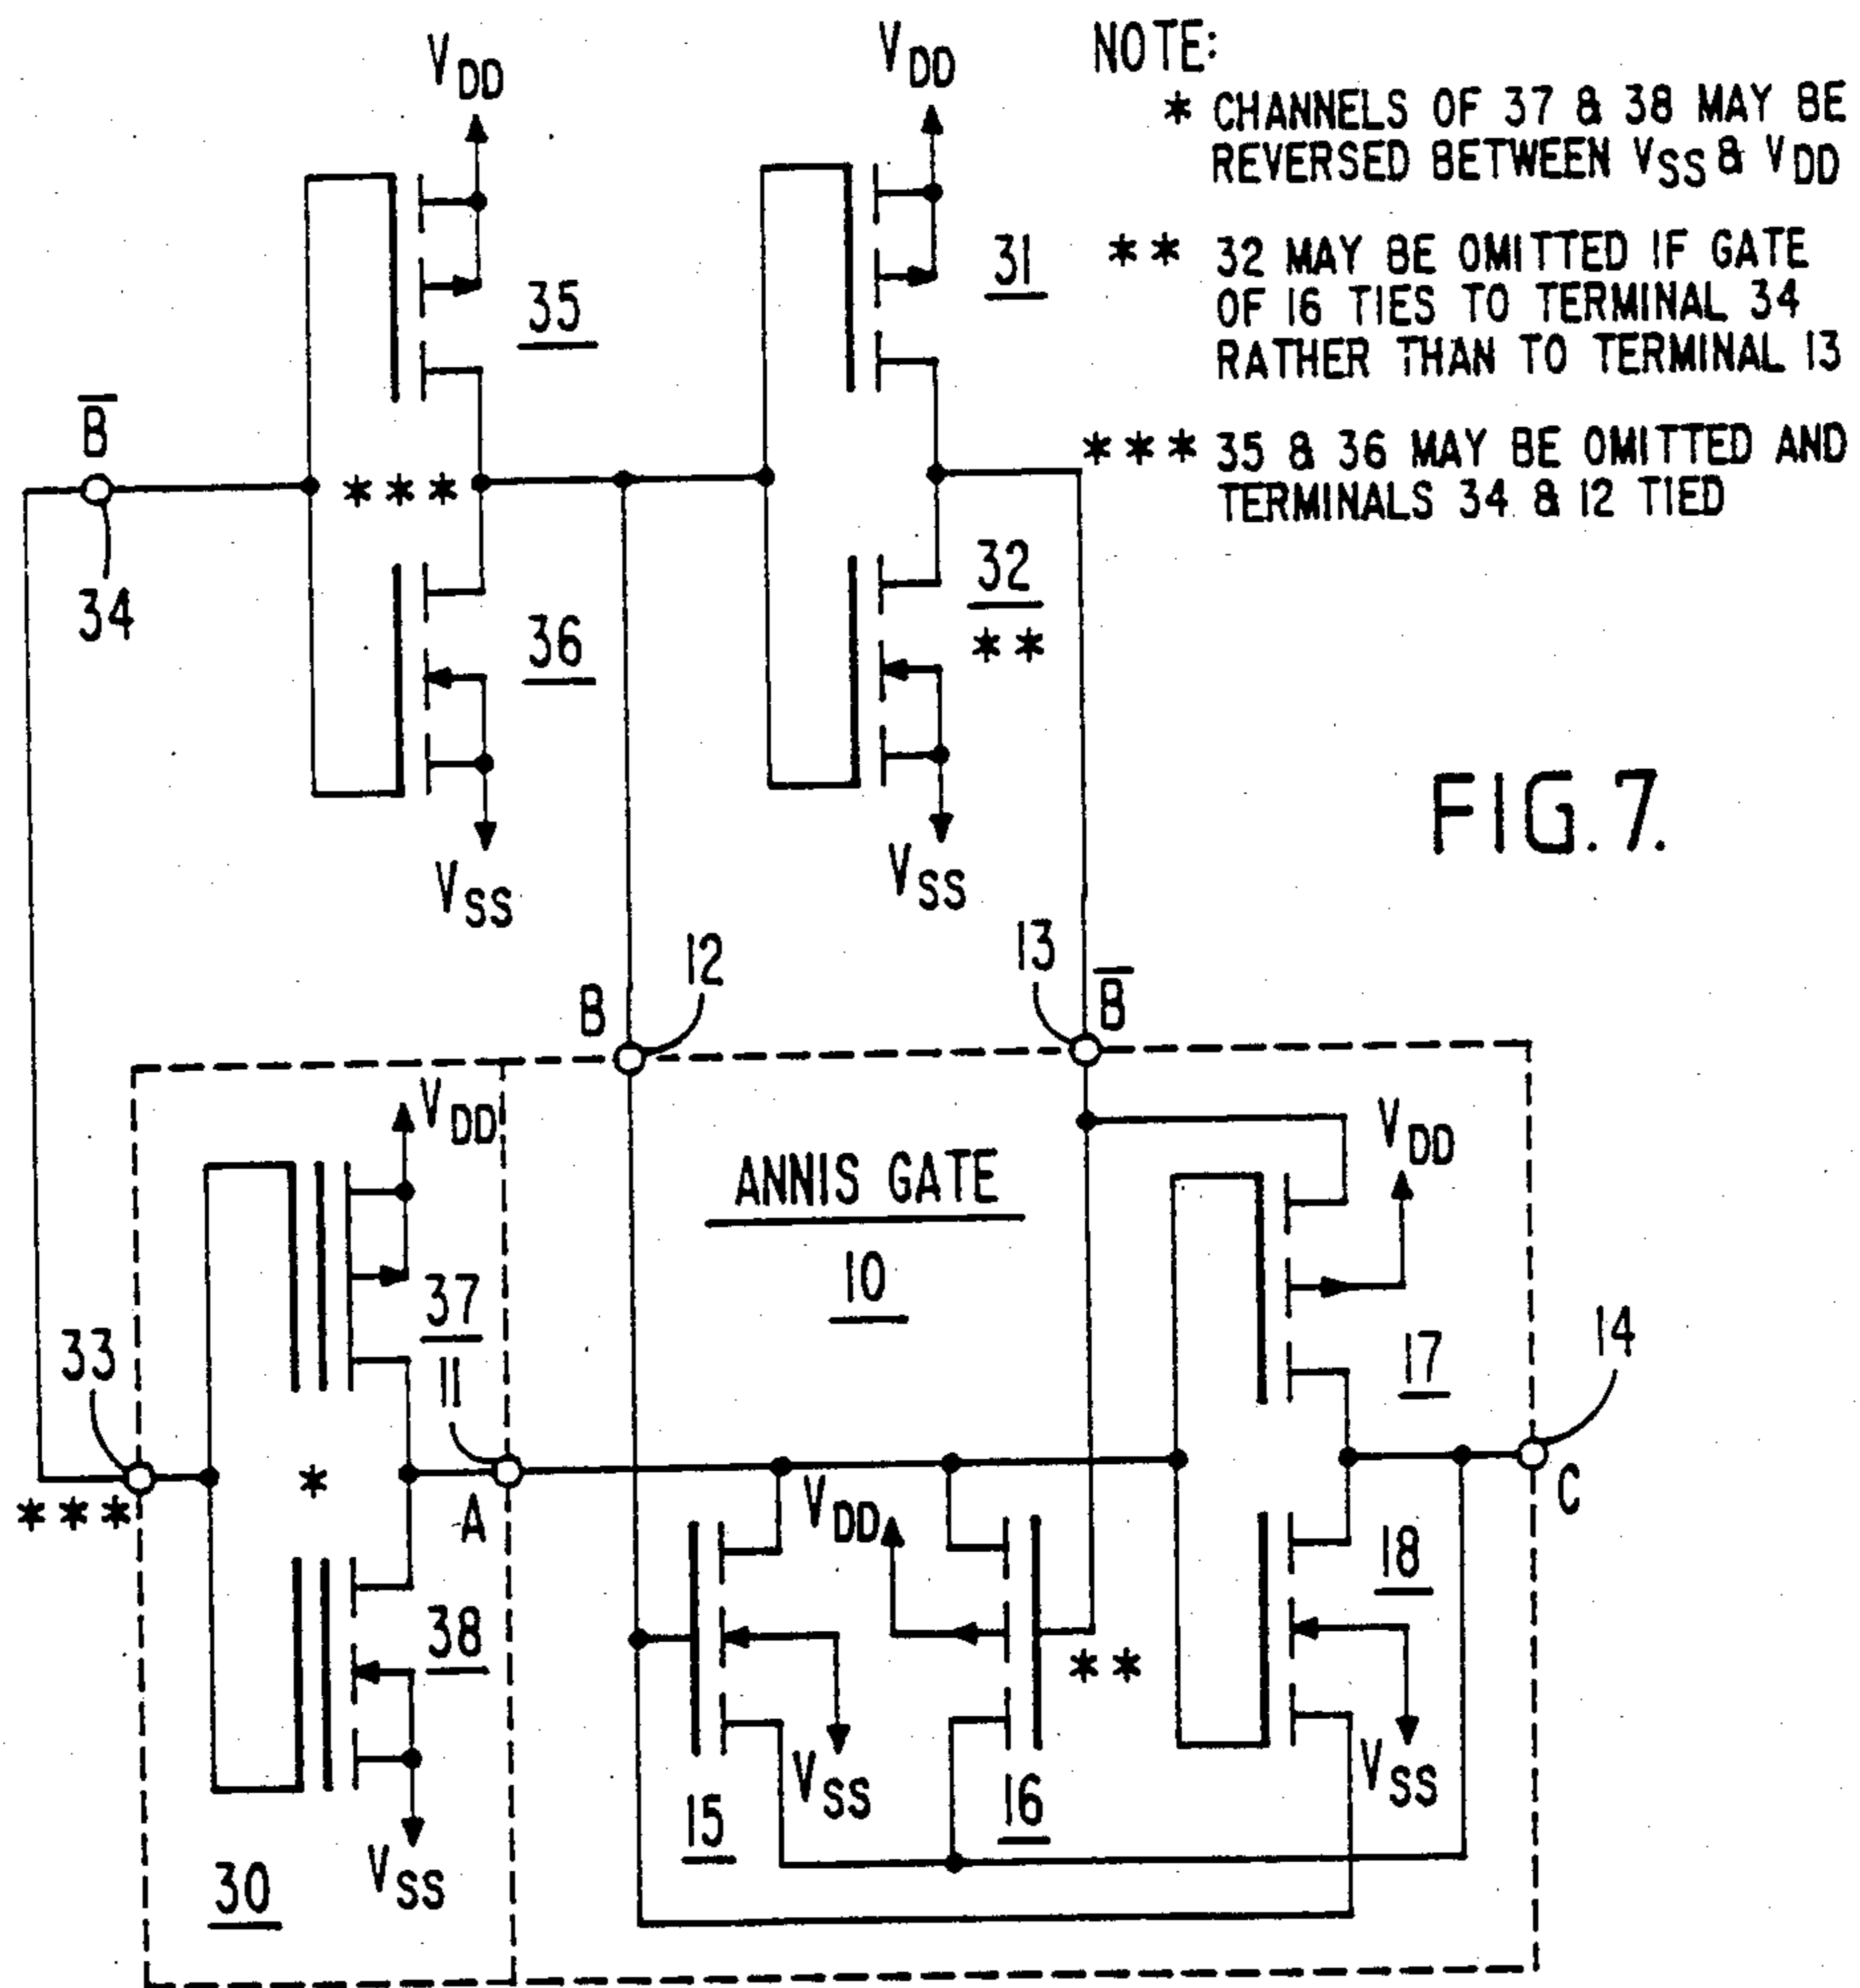 VDD
VDD
NOTE:
* CHANNELS OF 37 & 38 MAY BE
REVERSED BETWEEN VSS & VDD
** 32 MAY BE OMITTED IF GATE
OF 16 TIES TO TERMINAL 34
RATHER THAN TO TERMINAL 13
*** 35 & 36 MAY BE OMITTED AND
TERMINALS 34 & 12 TIED
31
35
B̅
***
34
32
**
36
VSS
VSS
FIG. 7.
B
12
13
B̅
VDD
ANNIS GATE
10
VDD
37
33
11
17
14
***
*
A
VDD
C
18
38
**
VSS
VSS
15
16
30
VSS